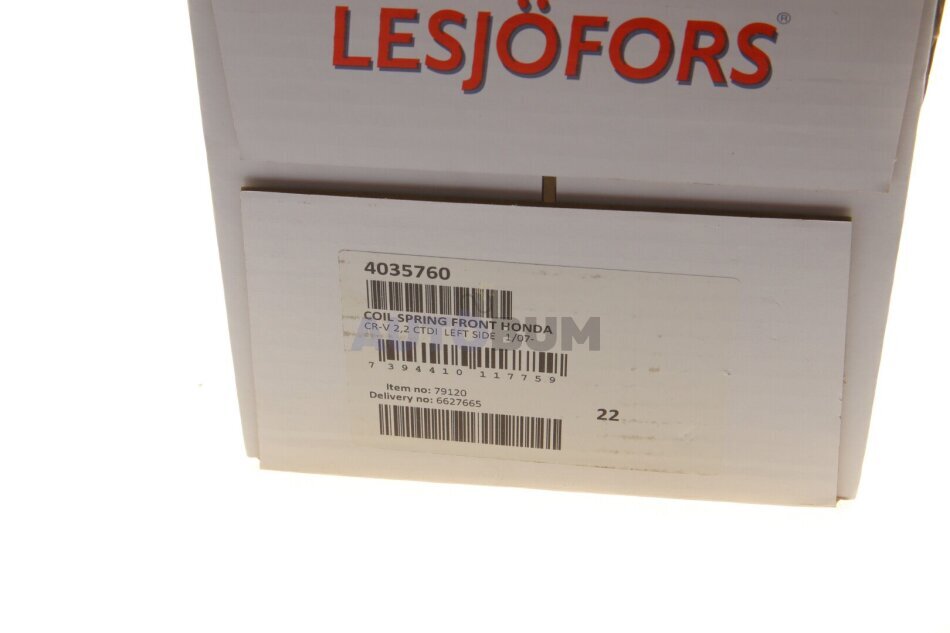 LESJÖFORS®
4035760
COIL SPRING FRONT HONDA
CR-V 2,2 CTDI LEFT SIDE 1/07-
AUTOBUM
7 394410 117759
Item no: 79120
Delivery no: 6627665
22